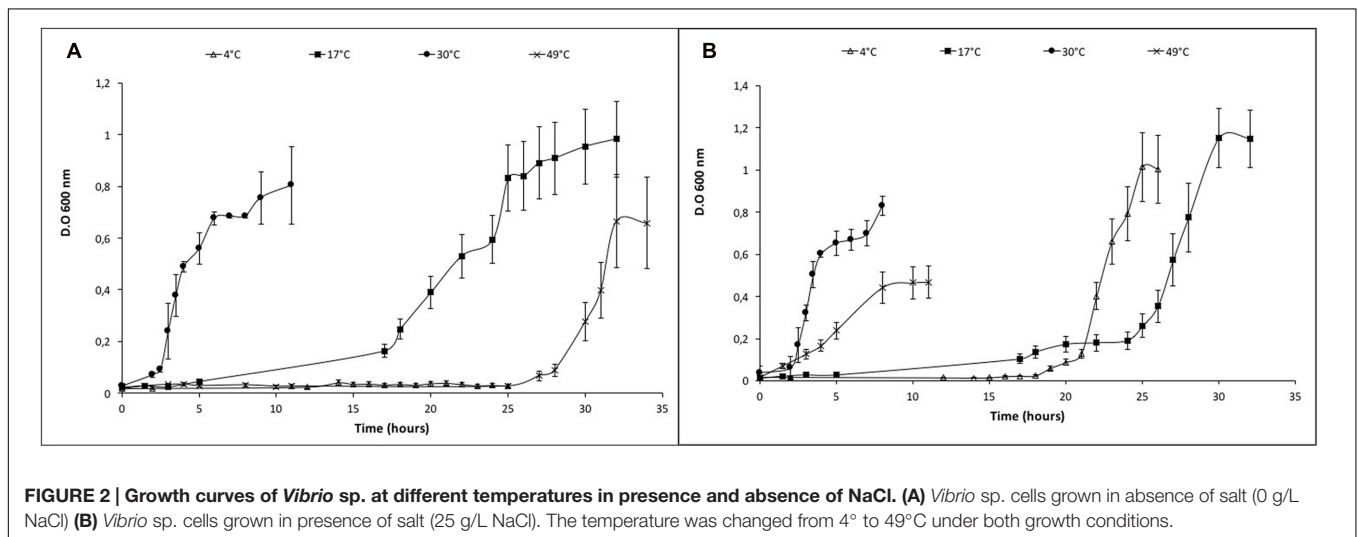 A
4°C 17°C 30°C 49°C
1,2
1
0,8
0,6
0,4
0,2
0
D.O 600 nm
0 5 10 15 20 25 30 35
Time (hours)
B
4°C 17°C 30°C 49°C
1,4
1,2
1
0,8
0,6
0,4
0,2
0
D.O 600 nm
0 5 10 15 20 25 30 35
Time (hours)
FIGURE 2 | Growth curves of Vibrio sp. at different temperatures in presence and absence of NaCl. (A) Vibrio sp. cells grown in absence of salt (0 g/L
NaCl) (B) Vibrio sp. cells grown in presence of salt (25 g/L NaCl). The temperature was changed from 4° to 49°C under both growth conditions.